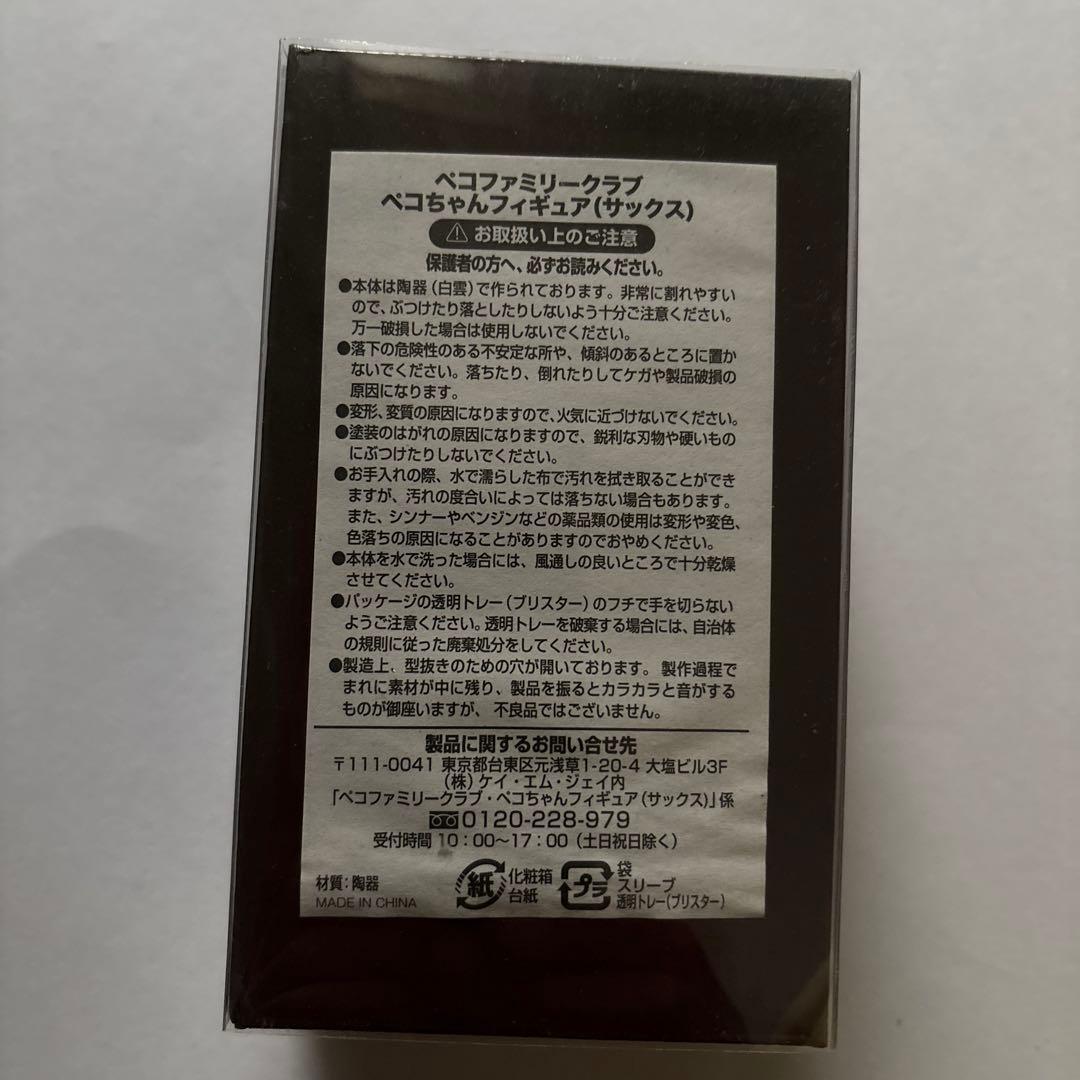 ペコファミリークラブ
ペコちゃんフィギュア(サックス)
お取扱い上のご注意
保護者の方へ、必ずお読みください。
●本体は陶器(白雲)で作られております。非常に割れやすい
ので、ぶつけたり落としたりしないよう十分ご注意ください。
万一破損した場合は使用しないでください。
●落下の危険性のある不安定な所や、傾斜のあるところに置か
ないでください。落ちたり、倒れたりしてケガや製品破損の
原因になります。
●変形、変質の原因になりますので、火気に近づけないでください。
●塗装のはがれの原因になりますので、鋭利な刃物や硬いもの
にぶつけたりしないでください。
●お手入れの際、水で濡らした布で汚れを拭き取ることができ
ますが、汚れの度合いによっては落ちない場合もあります。
また、シンナーやベンジンなどの薬品類の使用は変形や変色、
色落ちの原因になることがありますのでおやめください。
●本体を水で洗った場合には、風通しの良いところで十分乾燥
させてください。
●パッケージの透明トレー(ブリスター)のフチで手を切らない
ようご注意ください。透明トレーを破棄する場合には、自治体
の規則に従った廃棄処分をしてください。
●製造上、型抜きのための穴が開いております。製作過程で
まれに素材が中に残り、製品を振るとカラカラと音がする
ものが御座いますが、不良品ではございません。
製品に関するお問い合せ先
〒111-0041 東京都台東区元浅草1-20-4 大塩ビル3F
(株)ケイ・エム・ジェイ内
「ペコファミリークラブ・ペコちゃんフィギュア(サックス)」係
0120-228-979
受付時間 10:00〜17:00(土日祝日除く)
材質:陶器
MADE IN CHINA
紙
化粧箱
台紙
プラ
袋
スリーブ
透明トレー(ブリスター)